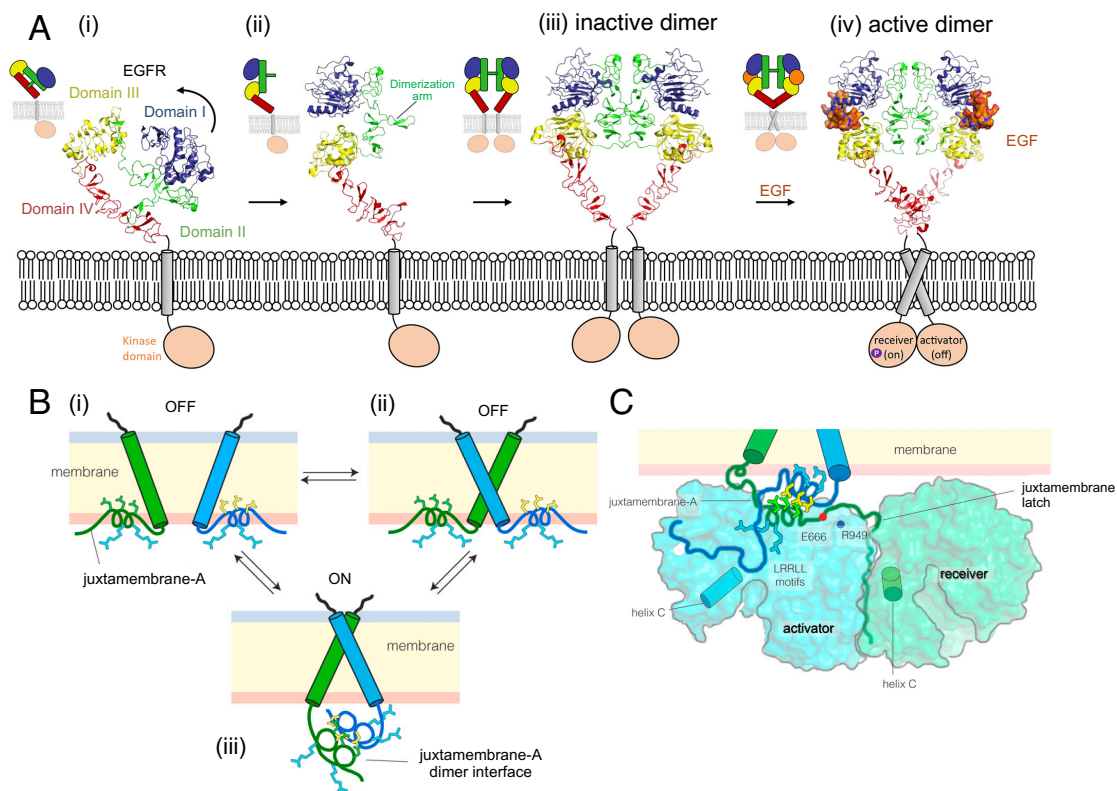 A
(i)
(ii)
(iii) inactive dimer
(iv) active dimer
EGFR
Domain III
Domain I
Dimerization
arm
EGF
EGF
Domain IV
Domain II
Kinase
domain
receiver
P
(on)
activator
(off)
B
(i)
OFF
(ii)
OFF
membrane
juxtamembrane-A
ON
membrane
(iii)
juxtamembrane-A
dimer interface
C
membrane
juxtamembrane-A
juxtamembrane
latch
E666
R949
LRRLL
motifs
receiver
helix C
activator
helix C